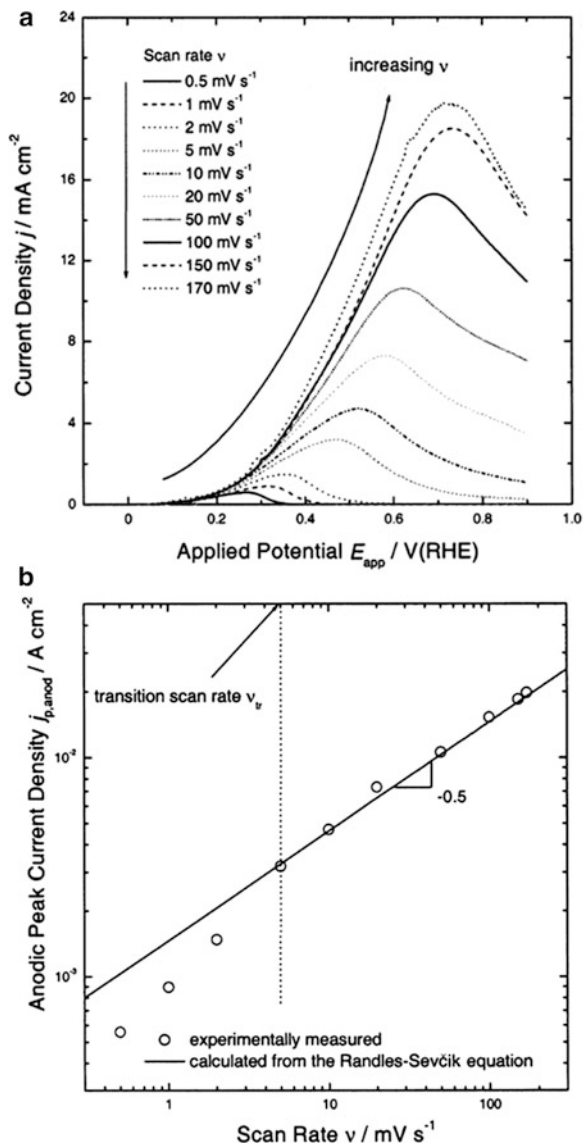 a
24
20
16
12
8
4
0
Current Density j / mA cm⁻²
Scan rate ν
0.5 mV s⁻¹
1 mV s⁻¹
2 mV s⁻¹
5 mV s⁻¹
10 mV s⁻¹
20 mV s⁻¹
50 mV s⁻¹
100 mV s⁻¹
150 mV s⁻¹
170 mV s⁻¹
increasing ν
0 0.2 0.4 0.6 0.8 1.0
Applied Potential E_app / V(RHE)
b
Anodic Peak Current Density j_p,anod / A cm⁻²
10⁻²
10⁻³
transition scan rate ν_tr
-0.5
experimentally measured
calculated from the Randles-Sevčik equation
1 10 100
Scan Rate ν / mV s⁻¹